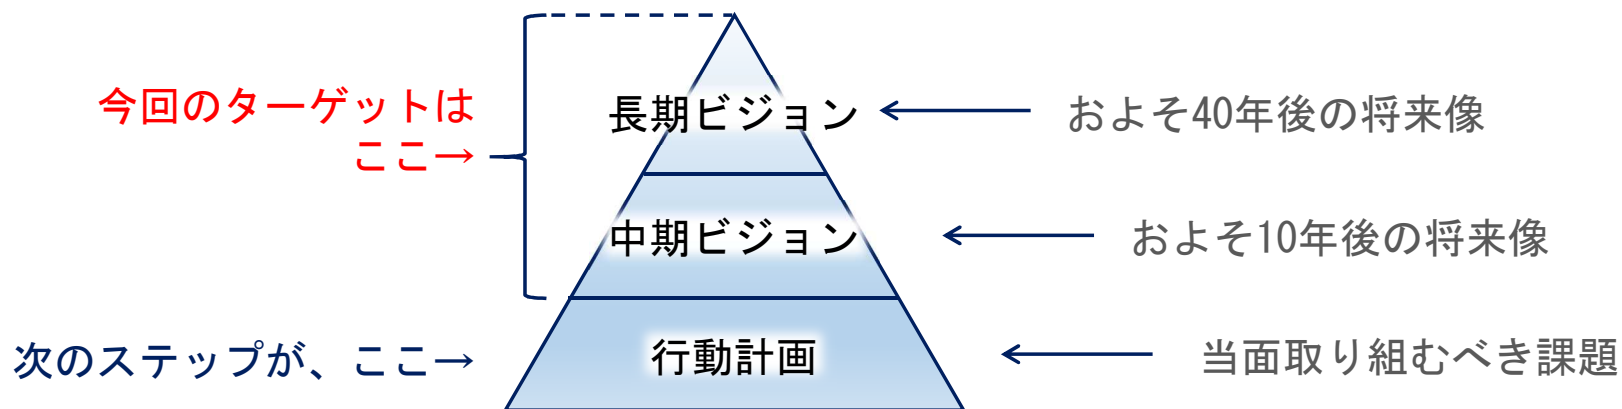 今回のターゲットは
ここ→
長期ビジョン
およそ40年後の将来像
中期ビジョン
およそ10年後の将来像
次のステップが、ここ→
行動計画
当面取り組むべき課題